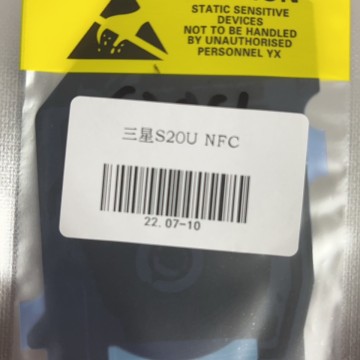 STATIC SENSITIVE
DEVICES
NOT TO BE HANDLED
BY UNAUTHORISED
PERSONNEL YX
三星S20U NFC
22.07-10